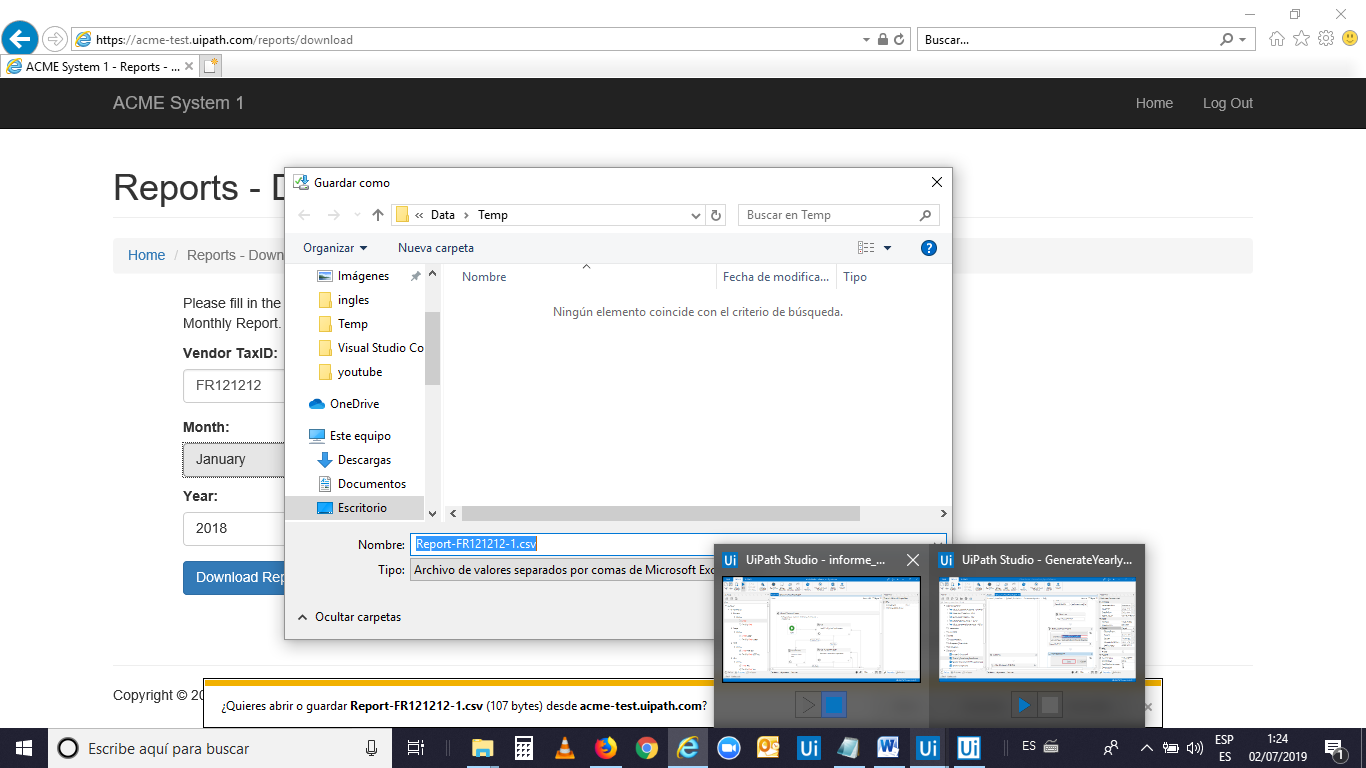 https://acme-test.uipath.com/reports/download
Buscar...
ACME System 1 - Reports - ...
ACME System 1
Home
Log Out
Reports - D
Home / Reports - Down
Please fill in the
Monthly Report.
Vendor TaxID:
FR121212
Month:
January
Year:
2018
Download Rep
Copyright © 20
Guardar como
« Data > Temp
Buscar en Temp
Organizar
Nueva carpeta
Imágenes
ingles
Temp
Visual Studio Co
youtube
OneDrive
Este equipo
Descargas
Documentos
Escritorio
Nombre
Fecha de modifica...
Tipo
Ningún elemento coincide con el criterio de búsqueda.
Nombre:
Report-FR121212-1.csv
Tipo:
Archivo de valores separados por comas de Microsoft Exc
Ocultar carpetas
Ui UiPath Studio - informe_...
Ui UiPath Studio - GenerateYearly...
¿Quieres abrir o guardar Report-FR121212-1.csv (107 bytes) desde acme-test.uipath.com?
Escribe aquí para buscar
Ui
Ui
Ui
ES
ESP
ES
1:24
02/07/2019
1